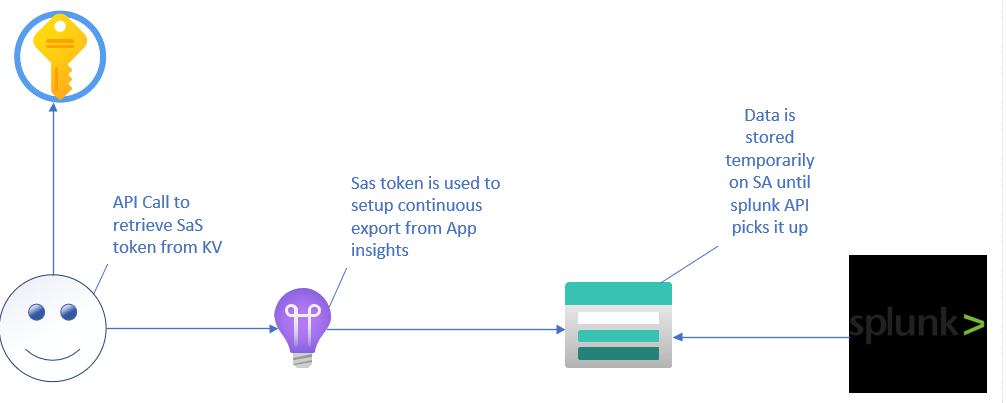 Data is
stored
temporarily
on SA until
splunk API
picks it up
Sas token is used to
setup continuous
export from App
insights
API Call to
retrieve SaS
token from KV
splunk>